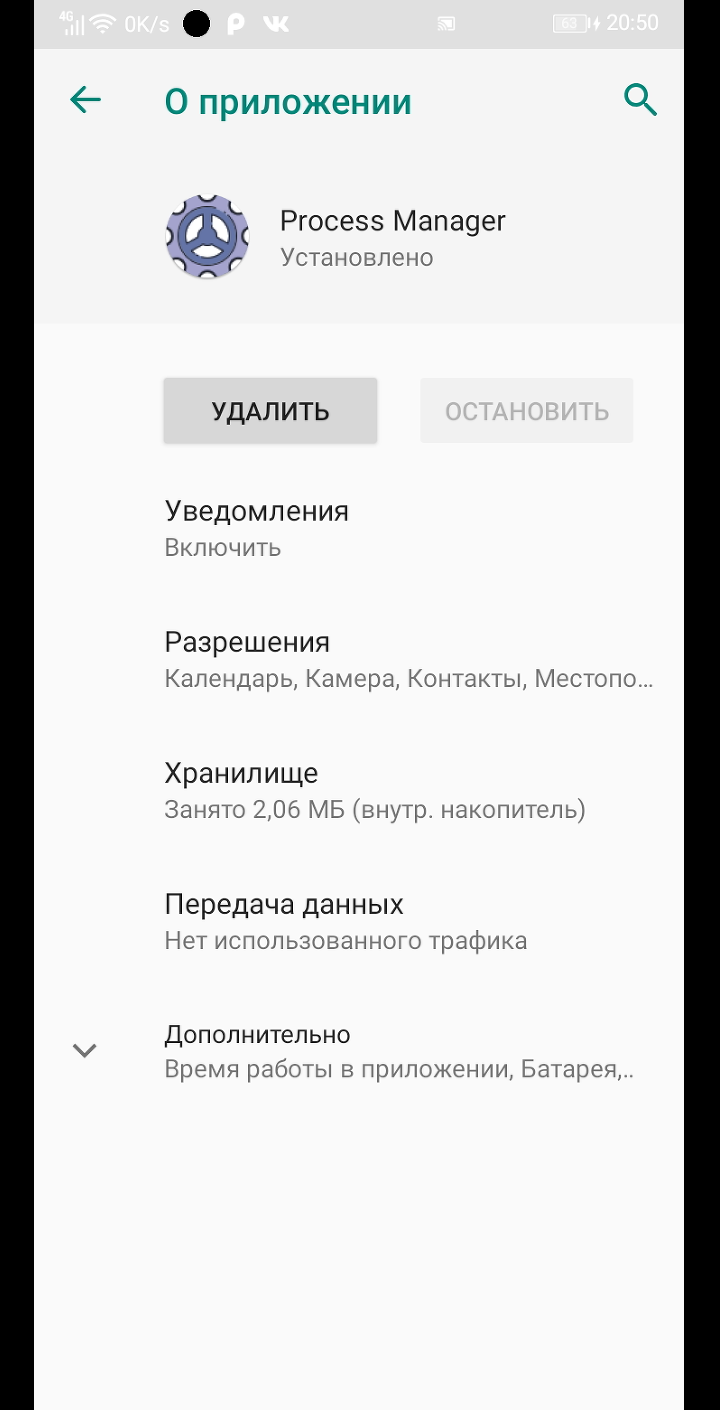 4G 0K/s 63 20:50
О приложении
Process Manager
Установлено
УДАЛИТЬ ОСТАНОВИТЬ
Уведомления
Включить
Разрешения
Календарь, Камера, Контакты, Местопо...
Хранилище
Занято 2,06 МБ (внутр. накопитель)
Передача данных
Нет использованного трафика
Дополнительно
Время работы в приложении, Батарея,..